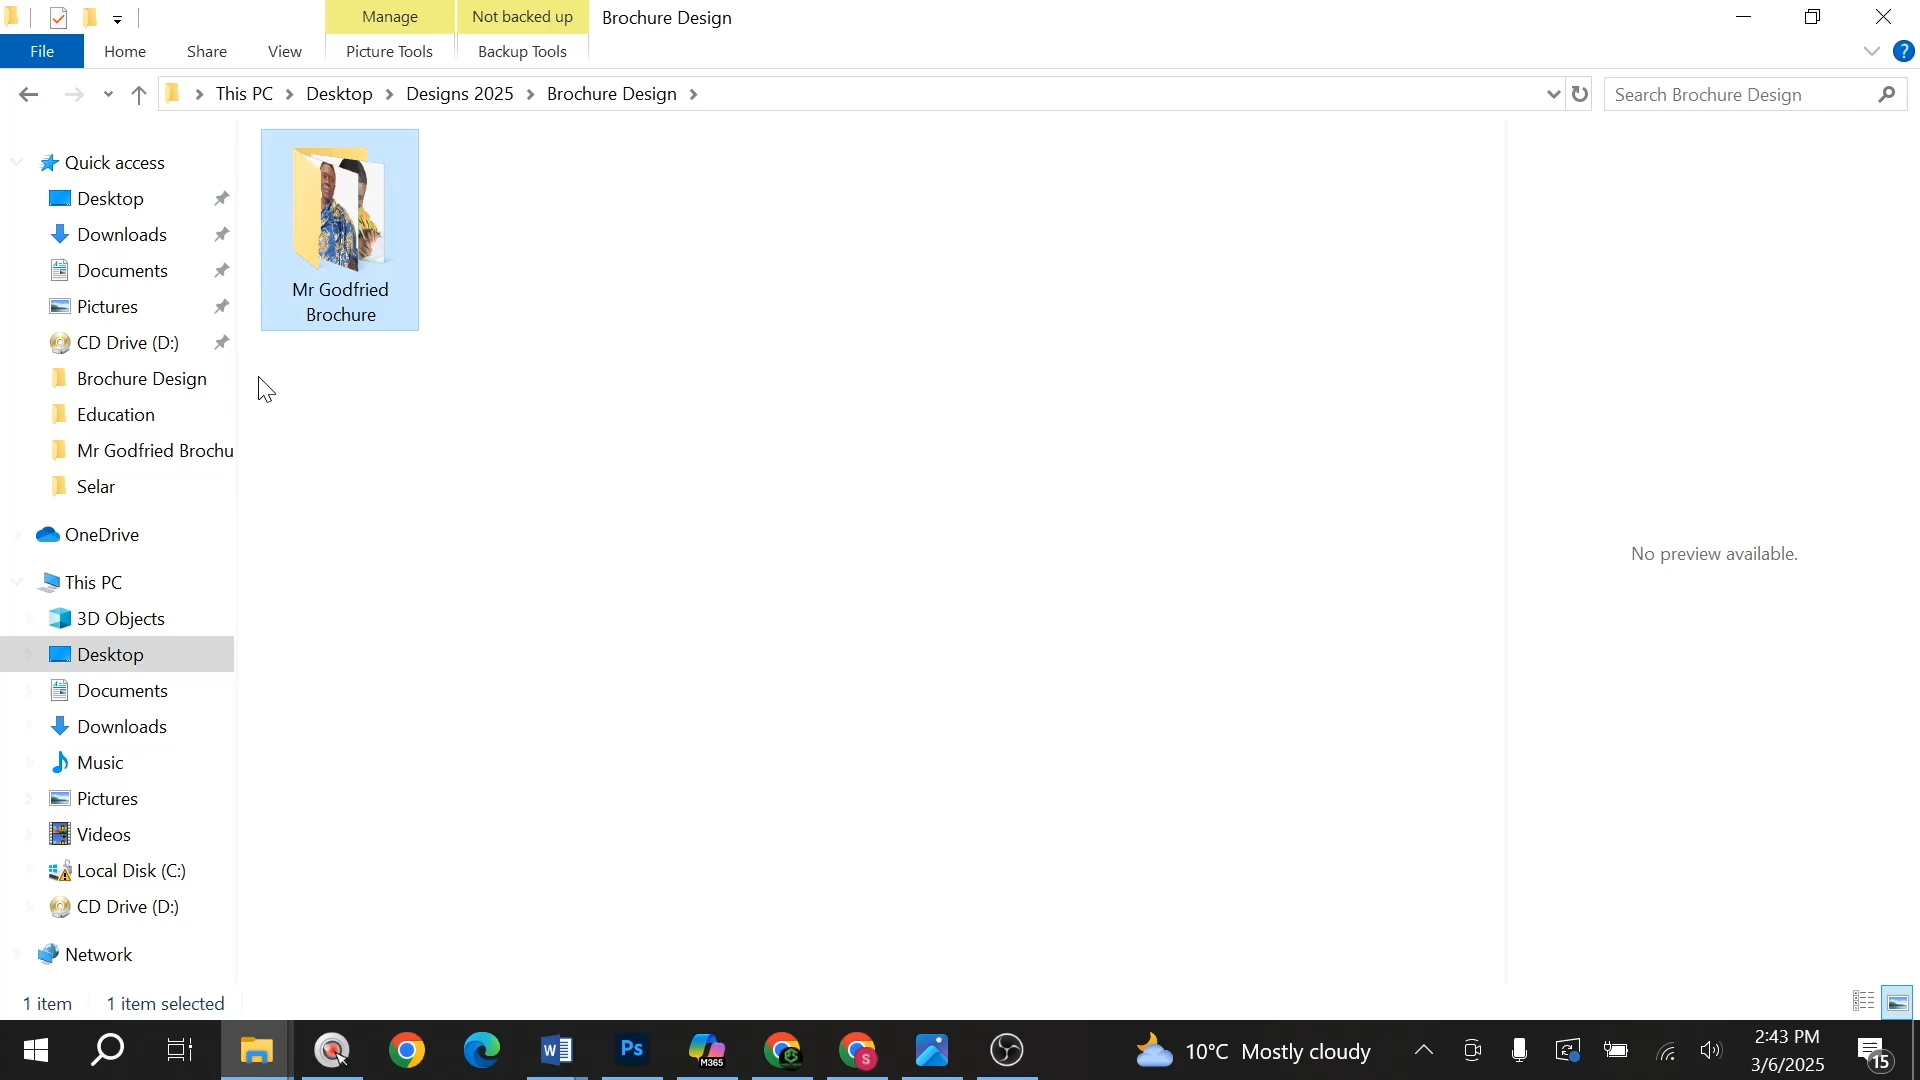 Manage
Not backed up
Brochure Design
File
Home
Share
View
Picture Tools
Backup Tools
?
This PC
Desktop
Designs 2025
Brochure Design
Search Brochure Design
Quick access
Desktop
Downloads
Documents
Pictures
CD Drive (D:)
Brochure Design
Education
Mr Godfried Brochu
Selar
OneDrive
This PC
3D Objects
Desktop
Documents
Downloads
Music
Pictures
Videos
Local Disk (C:)
CD Drive (D:)
Network
Mr Godfried
Brochure
No preview available.
1 item
1 item selected
W
Ps
M365
S
10°C Mostly cloudy
2:43 PM
3/6/2025
15